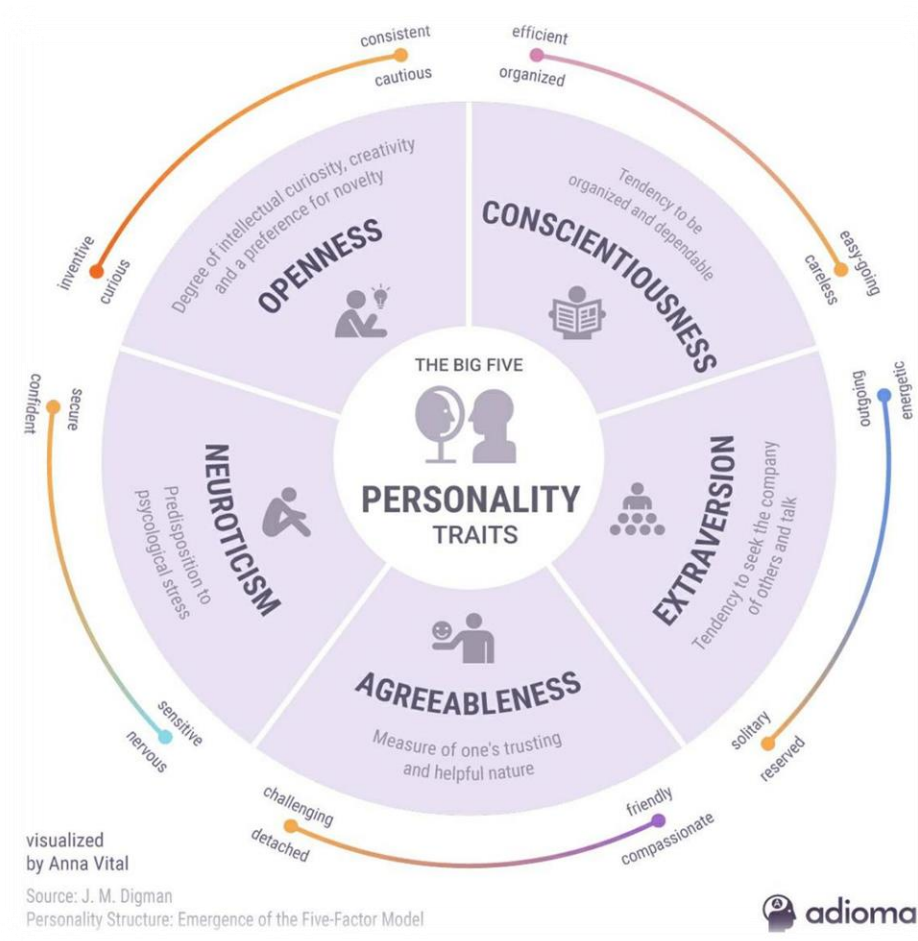 consistent
cautious
efficient
organized
inventive
curious
Degree of intellectual curiosity, creativity
and a preference for novelty
OPENNESS
Tendency to be
organized and dependable
CONSCIENTIOUSNESS
easy-going
careless
THE BIG FIVE
PERSONALITY
TRAITS
confident
secure
NEUROTICISM
Predisposition to
psycological stress
sensitive
nervous
energetic
outgoing
EXTRAVERSION
Tendency to seek the company
of others and talk
solitary
reserved
AGREEABLENESS
Measure of one's trusting
and helpful nature
challenging
detached
friendly
compassionate
visualized
by Anna Vital
Source: J. M. Digman
Personality Structure: Emergence of the Five-Factor Model
adioma